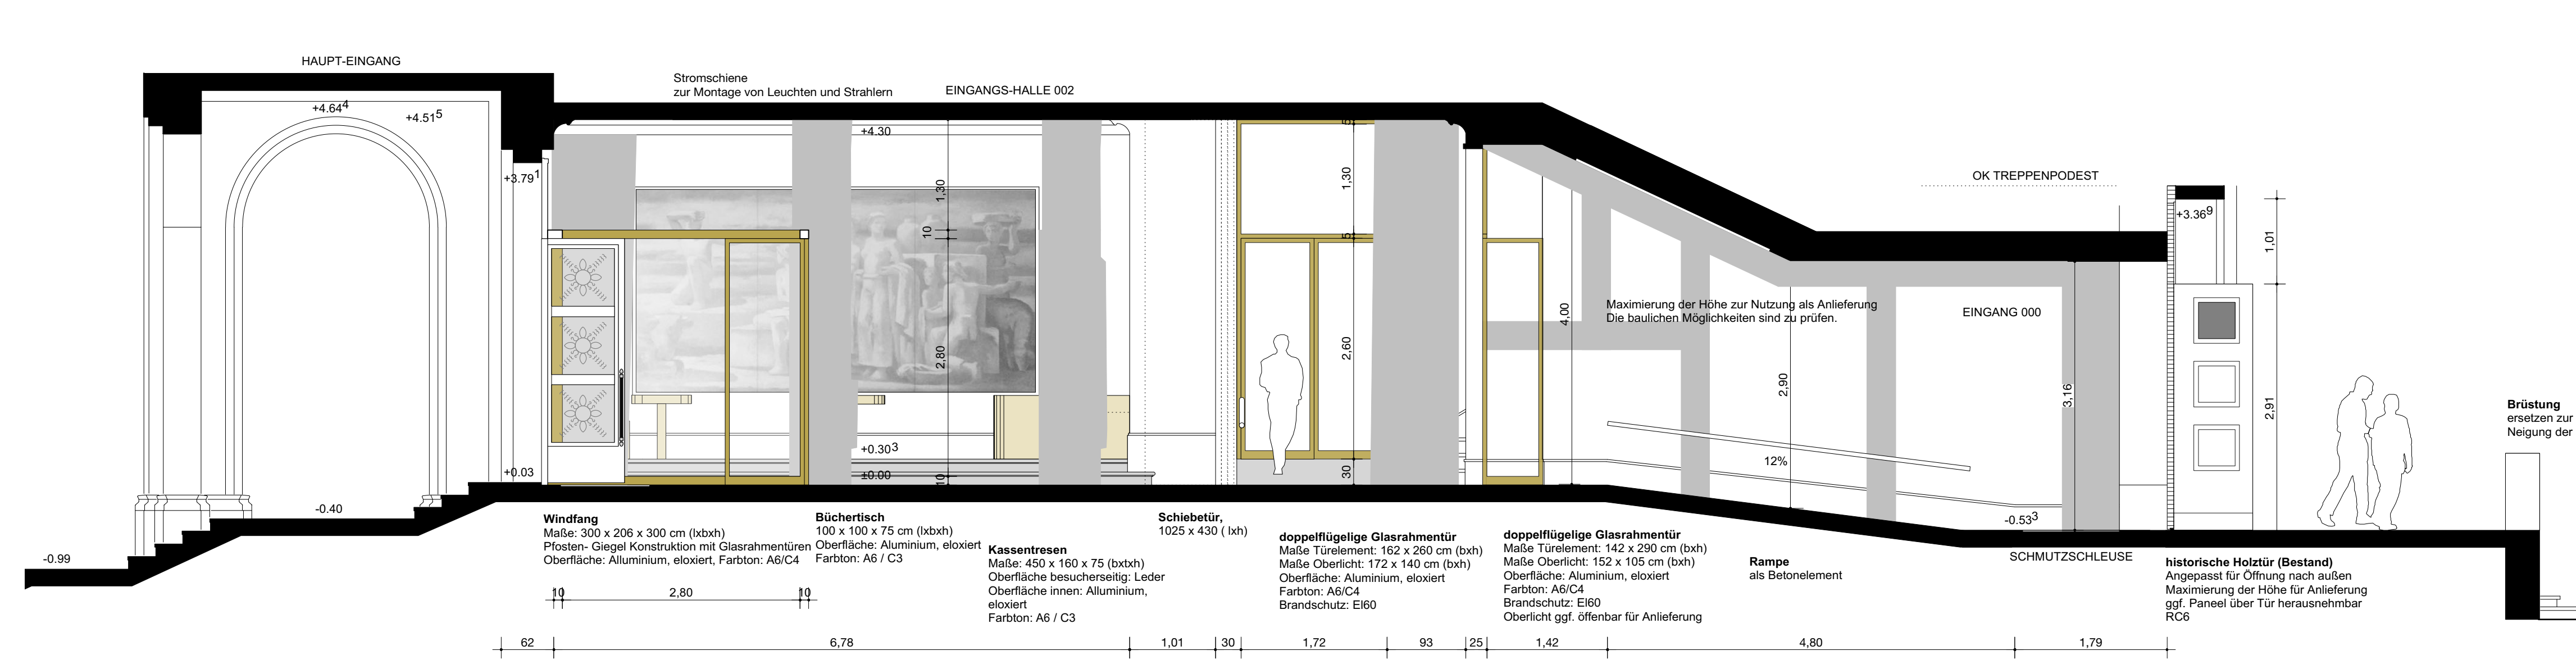 HAUPT-EINGANG
+4.64⁴
+4.51⁵
+3.79¹
+0.03
-0.40
-0.99
Stromschiene
zur Montage von Leuchten und Strahlern
EINGANGS-HALLE 002
+4.30
1,30
10
2,80
+0.30³
±0.00
10
5
1,30
5
2,60
30
4,00
Maximierung der Höhe zur Nutzung als Anlieferung
Die baulichen Möglichkeiten sind zu prüfen.
2,90
12%
OK TREPPENPODEST
EINGANG 000
3,16
-0.53³
SCHMUTZSCHLEUSE
+3.36⁹
1,01
2,91
Brüstung
ersetzen zur
Neigung der
Windfang
Maße: 300 x 206 x 300 cm (lxbxh)
Pfosten- Giegel Konstruktion mit Glasrahmentüren
Oberfläche: Alluminium, eloxiert, Farbton: A6/C4
Büchertisch
100 x 100 x 75 cm (lxbxh)
Oberfläche: Aluminium, eloxiert
Farbton: A6 / C3
Kassentresen
Maße: 450 x 160 x 75 (bxtxh)
Oberfläche besucherseitig: Leder
Oberfläche innen: Alluminium,
eloxiert
Farbton: A6 / C3
Schiebetür,
1025 x 430 ( lxh)
doppelflügelige Glasrahmentür
Maße Türelement: 162 x 260 cm (bxh)
Maße Oberlicht: 172 x 140 cm (bxh)
Oberfläche: Aluminium, eloxiert
Farbton: A6/C4
Brandschutz: EI60
doppelflügelige Glasrahmentür
Maße Türelement: 142 x 290 cm (bxh)
Maße Oberlicht: 152 x 105 cm (bxh)
Oberfläche: Aluminium, eloxiert
Farbton: A6/C4
Brandschutz: EI60
Oberlicht ggf. öffenbar für Anlieferung
Rampe
als Betonelement
historische Holztür (Bestand)
Angepasst für Öffnung nach außen
Maximierung der Höhe für Anlieferung
ggf. Paneel über Tür herausnehmbar
RC6
10 2,80 10
62 6,78 1,01 30 1,72 93 25 1,42 4,80 1,79